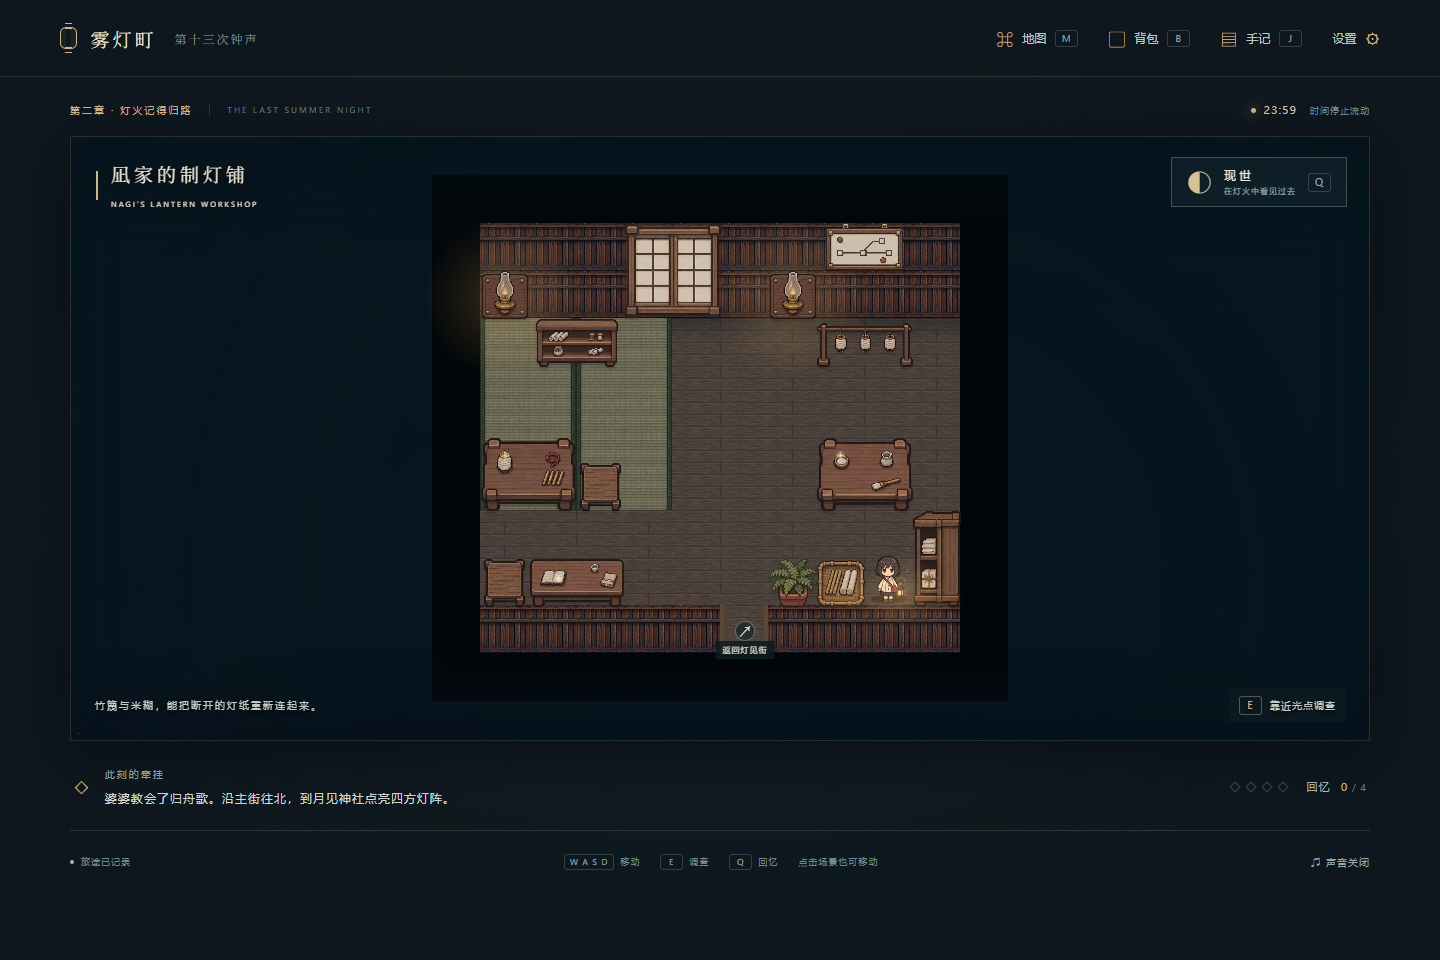 雾灯町 第十三次钟声
地图 M 背包 B 手记 J 设置
第二章 · 灯火记得归路 THE LAST SUMMER NIGHT
23:59 时间停止流动
凪家的制灯铺
NAGI'S LANTERN WORKSHOP
现世
在灯火中看见过去
Q
返回灯见街
竹篾与米糊，能把断开的灯纸重新连起来。
E 靠近光点调查
此刻的牵挂
婆婆教会了归舟歌。沿主街往北，到月见神社点亮四方灯阵。
回忆 0 / 4
旅途已记录
WASD 移动 E 调查 Q 回忆 点击场景也可移动
声音关闭